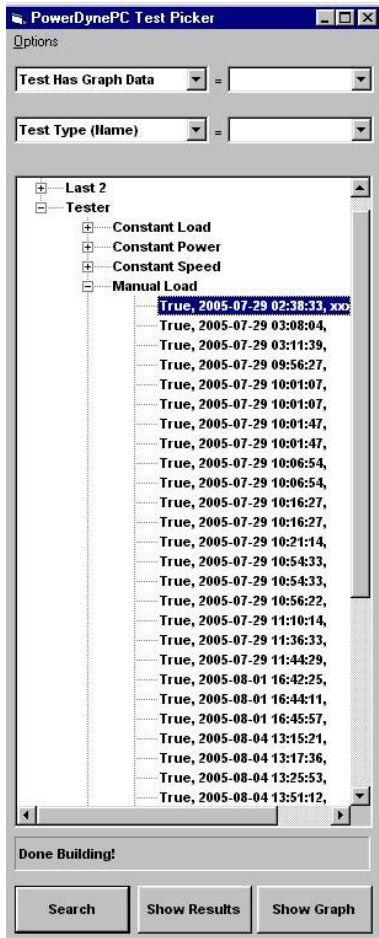 PowerDynePC Test Picker
Options
Test Has Graph Data =
Test Type (Name) =
Last 2
Tester
Constant Load
Constant Power
Constant Speed
Manual Load
True, 2005-07-29 02:38:33, xxx
True, 2005-07-29 03:08:04,
True, 2005-07-29 03:11:39,
True, 2005-07-29 09:56:27,
True, 2005-07-29 10:01:07,
True, 2005-07-29 10:01:07,
True, 2005-07-29 10:01:47,
True, 2005-07-29 10:01:47,
True, 2005-07-29 10:06:54,
True, 2005-07-29 10:06:54,
True, 2005-07-29 10:16:27,
True, 2005-07-29 10:16:27,
True, 2005-07-29 10:21:14,
True, 2005-07-29 10:54:33,
True, 2005-07-29 10:54:33,
True, 2005-07-29 10:56:22,
True, 2005-07-29 11:10:14,
True, 2005-07-29 11:36:33,
True, 2005-07-29 11:44:29,
True, 2005-08-01 16:42:25,
True, 2005-08-01 16:44:11,
True, 2005-08-01 16:45:57,
True, 2005-08-04 13:15:21,
True, 2005-08-04 13:17:36,
True, 2005-08-04 13:25:53,
True, 2005-08-04 13:51:12,
Done Building!
Search Show Results Show Graph